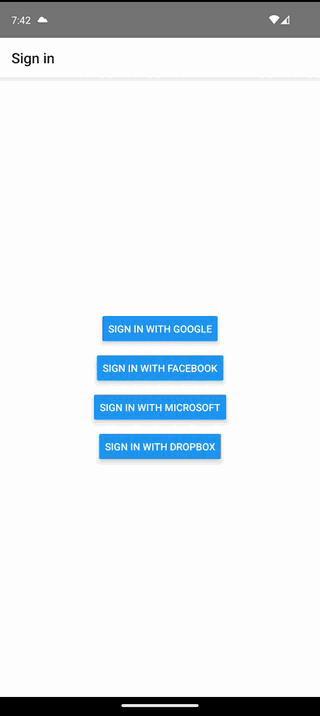 7:42
Sign in
SIGN IN WITH GOOGLE
SIGN IN WITH FACEBOOK
SIGN IN WITH MICROSOFT
SIGN IN WITH DROPBOX